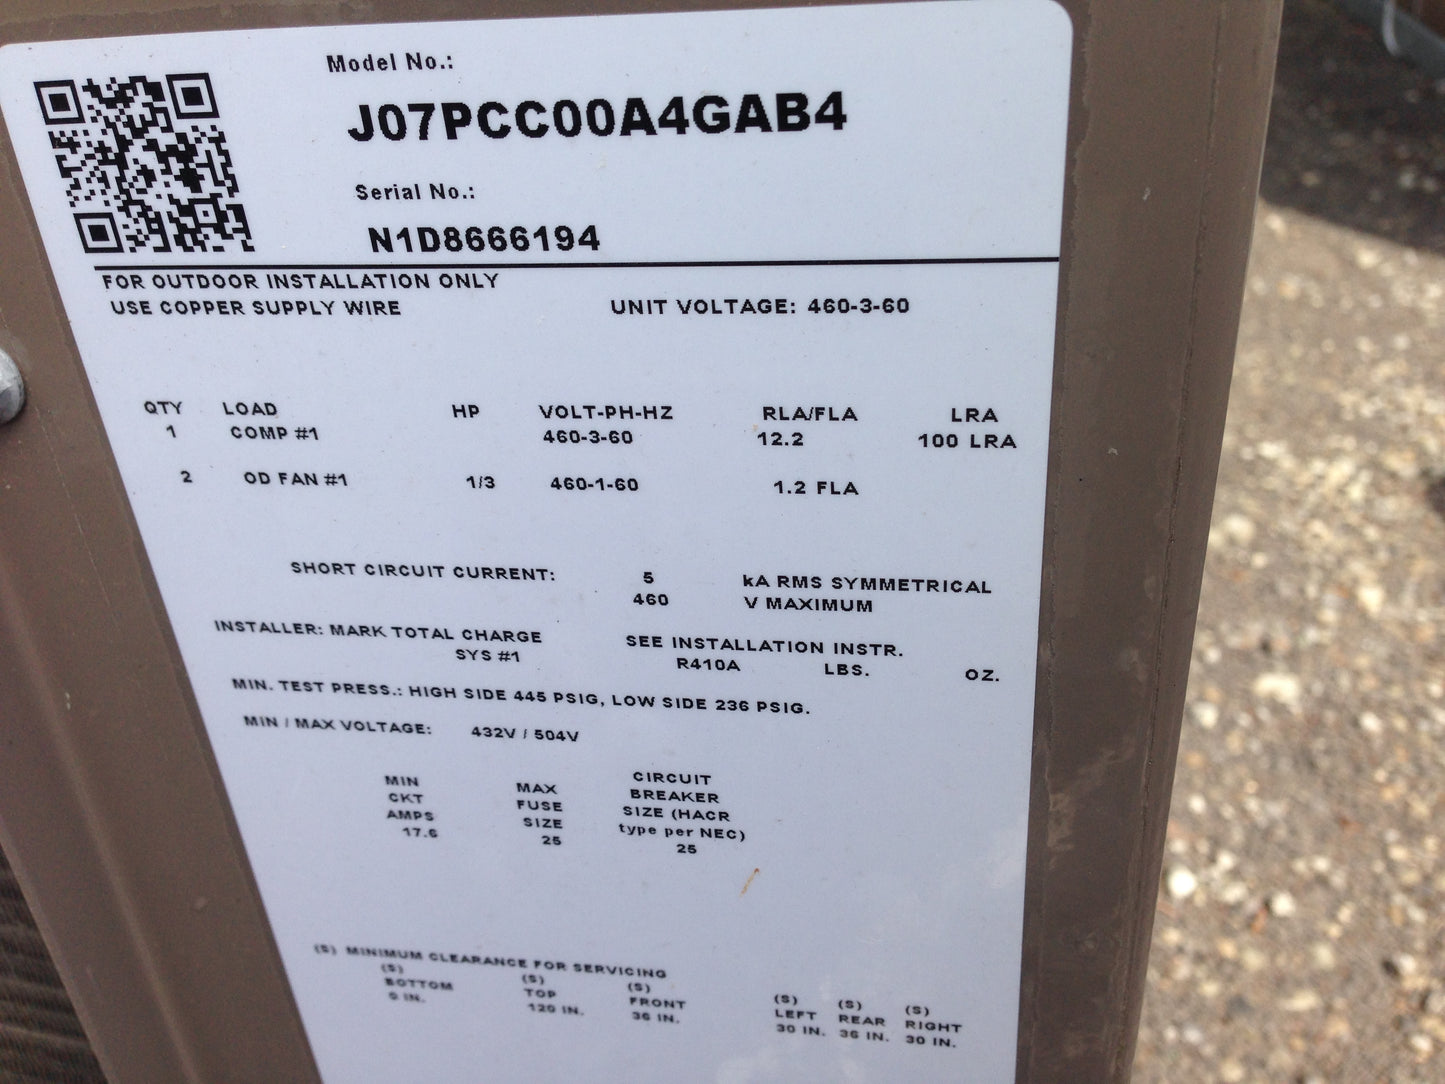 Model No.:
J07PCC00A4GAB4
Serial No.:
N1D8666194
FOR OUTDOOR INSTALLATION ONLY
USE COPPER SUPPLY WIRE UNIT VOLTAGE: 460-3-60
QTY LOAD HP VOLT-PH-HZ RLA/FLA LRA
1 COMP #1 460-3-60 12.2 100 LRA
2 OD FAN #1 1/3 460-1-60 1.2 FLA
SHORT CIRCUIT CURRENT: 5 kA RMS SYMMETRICAL
460 V MAXIMUM
INSTALLER: MARK TOTAL CHARGE SEE INSTALLATION INSTR.
SYS #1 R410A LBS. OZ.
MIN. TEST PRESS.: HIGH SIDE 445 PSIG, LOW SIDE 236 PSIG.
MIN / MAX VOLTAGE: 432V / 504V
MIN MAX CIRCUIT
CKT FUSE BREAKER
AMPS SIZE SIZE (HACR
17.6 25 type per NEC)
25
(S) MINIMUM CLEARANCE FOR SERVICING
(S) (S) (S) (S) (S) (S)
BOTTOM TOP FRONT LEFT REAR RIGHT
0 IN. 120 IN. 36 IN. 30 IN. 36 IN. 30 IN.